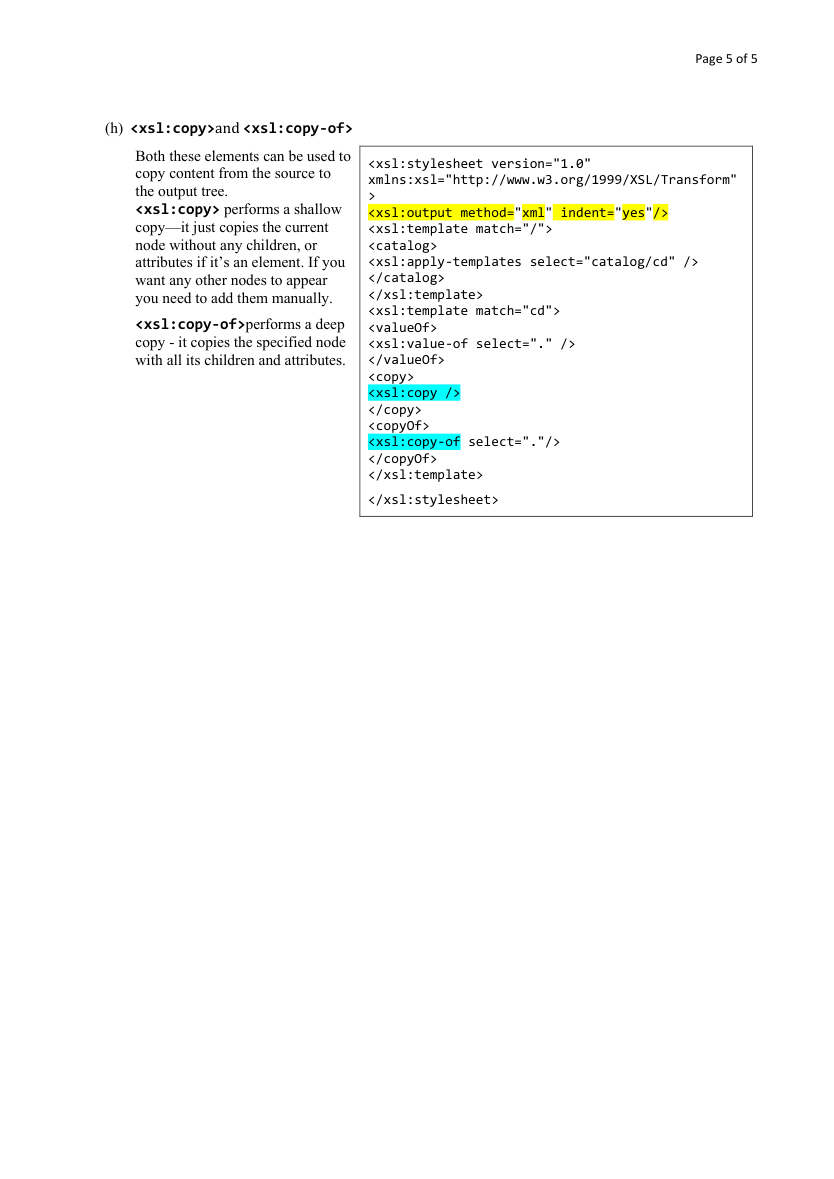 Page 5 of 5
(h) <xsl:copy>and <xsl:copy-of>
Both these elements can be used to
copy content from the source to
the output tree.
<xsl:copy> performs a shallow
copy—it just copies the current
node without any children, or
attributes if it's an element. If you
want any other nodes to appear
you need to add them manually.
<xsl:copy-of>performs a deep
copy - it copies the specified node
with all its children and attributes.
<xsl:stylesheet version="1.0"
xmlns:xsl="http://www.w3.org/1999/XSL/Transform"
>
<xsl:output method="xml" indent="yes"/>
<xsl:template match="/">
<catalog>
<xsl:apply-templates select="catalog/cd" />
</catalog>
</xsl:template>
<xsl:template match="cd">
<valueOf>
<xsl:value-of select="." />
</valueOf>
<copy>
<xsl:copy />
</copy>
<copyOf>
<xsl:copy-of select="."/>
</copyOf>
</xsl:template>
</xsl:stylesheet>